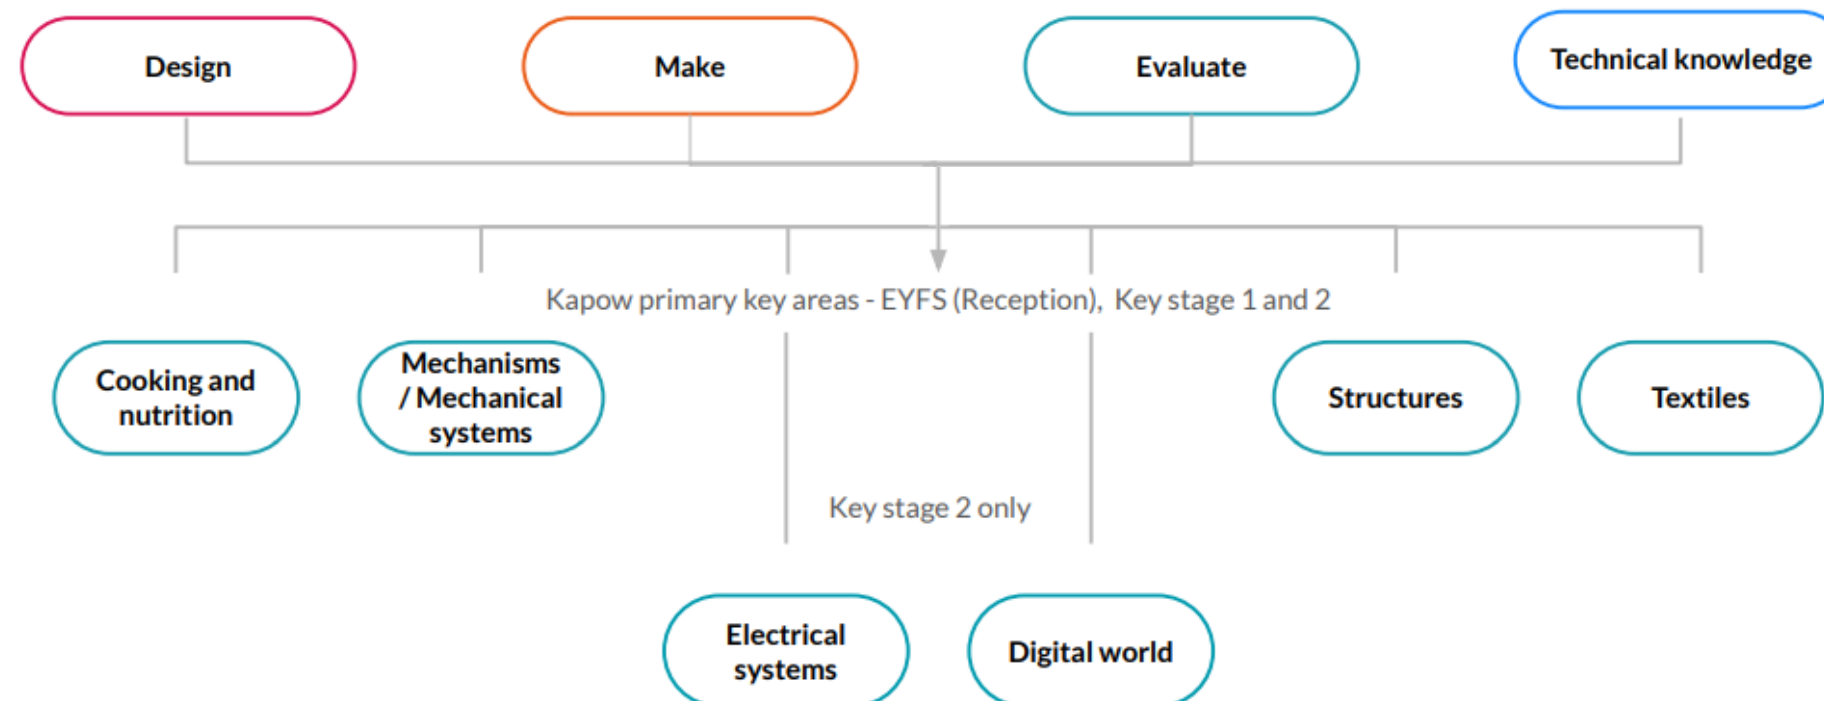 Design
Make
Evaluate
Technical knowledge
Kapow primary key areas - EYFS (Reception), Key stage 1 and 2
Cooking and
nutrition
Mechanisms
/ Mechanical
systems
Structures
Textiles
Key stage 2 only
Electrical
systems
Digital world